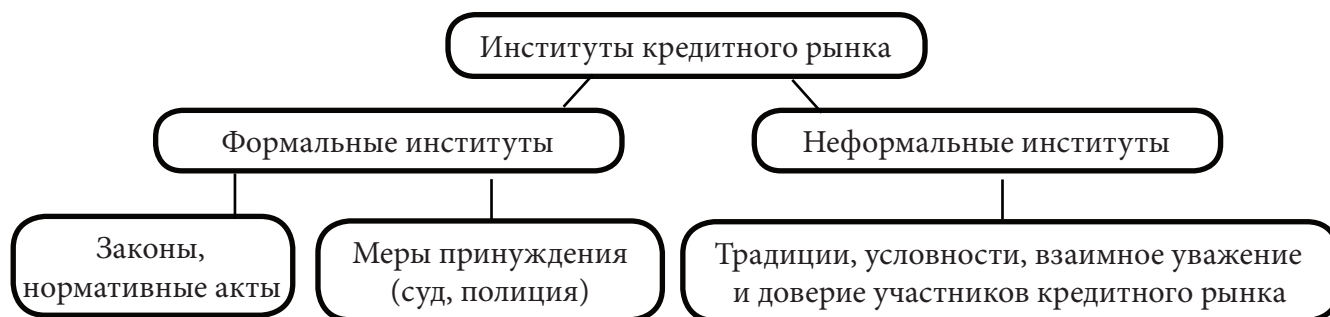 Институты кредитного рынка
Формальные институты
Неформальные институты
Законы,
нормативные акты
Меры принуждения
(суд, полиция)
Традиции, условности, взаимное уважение
и доверие участников кредитного рынка